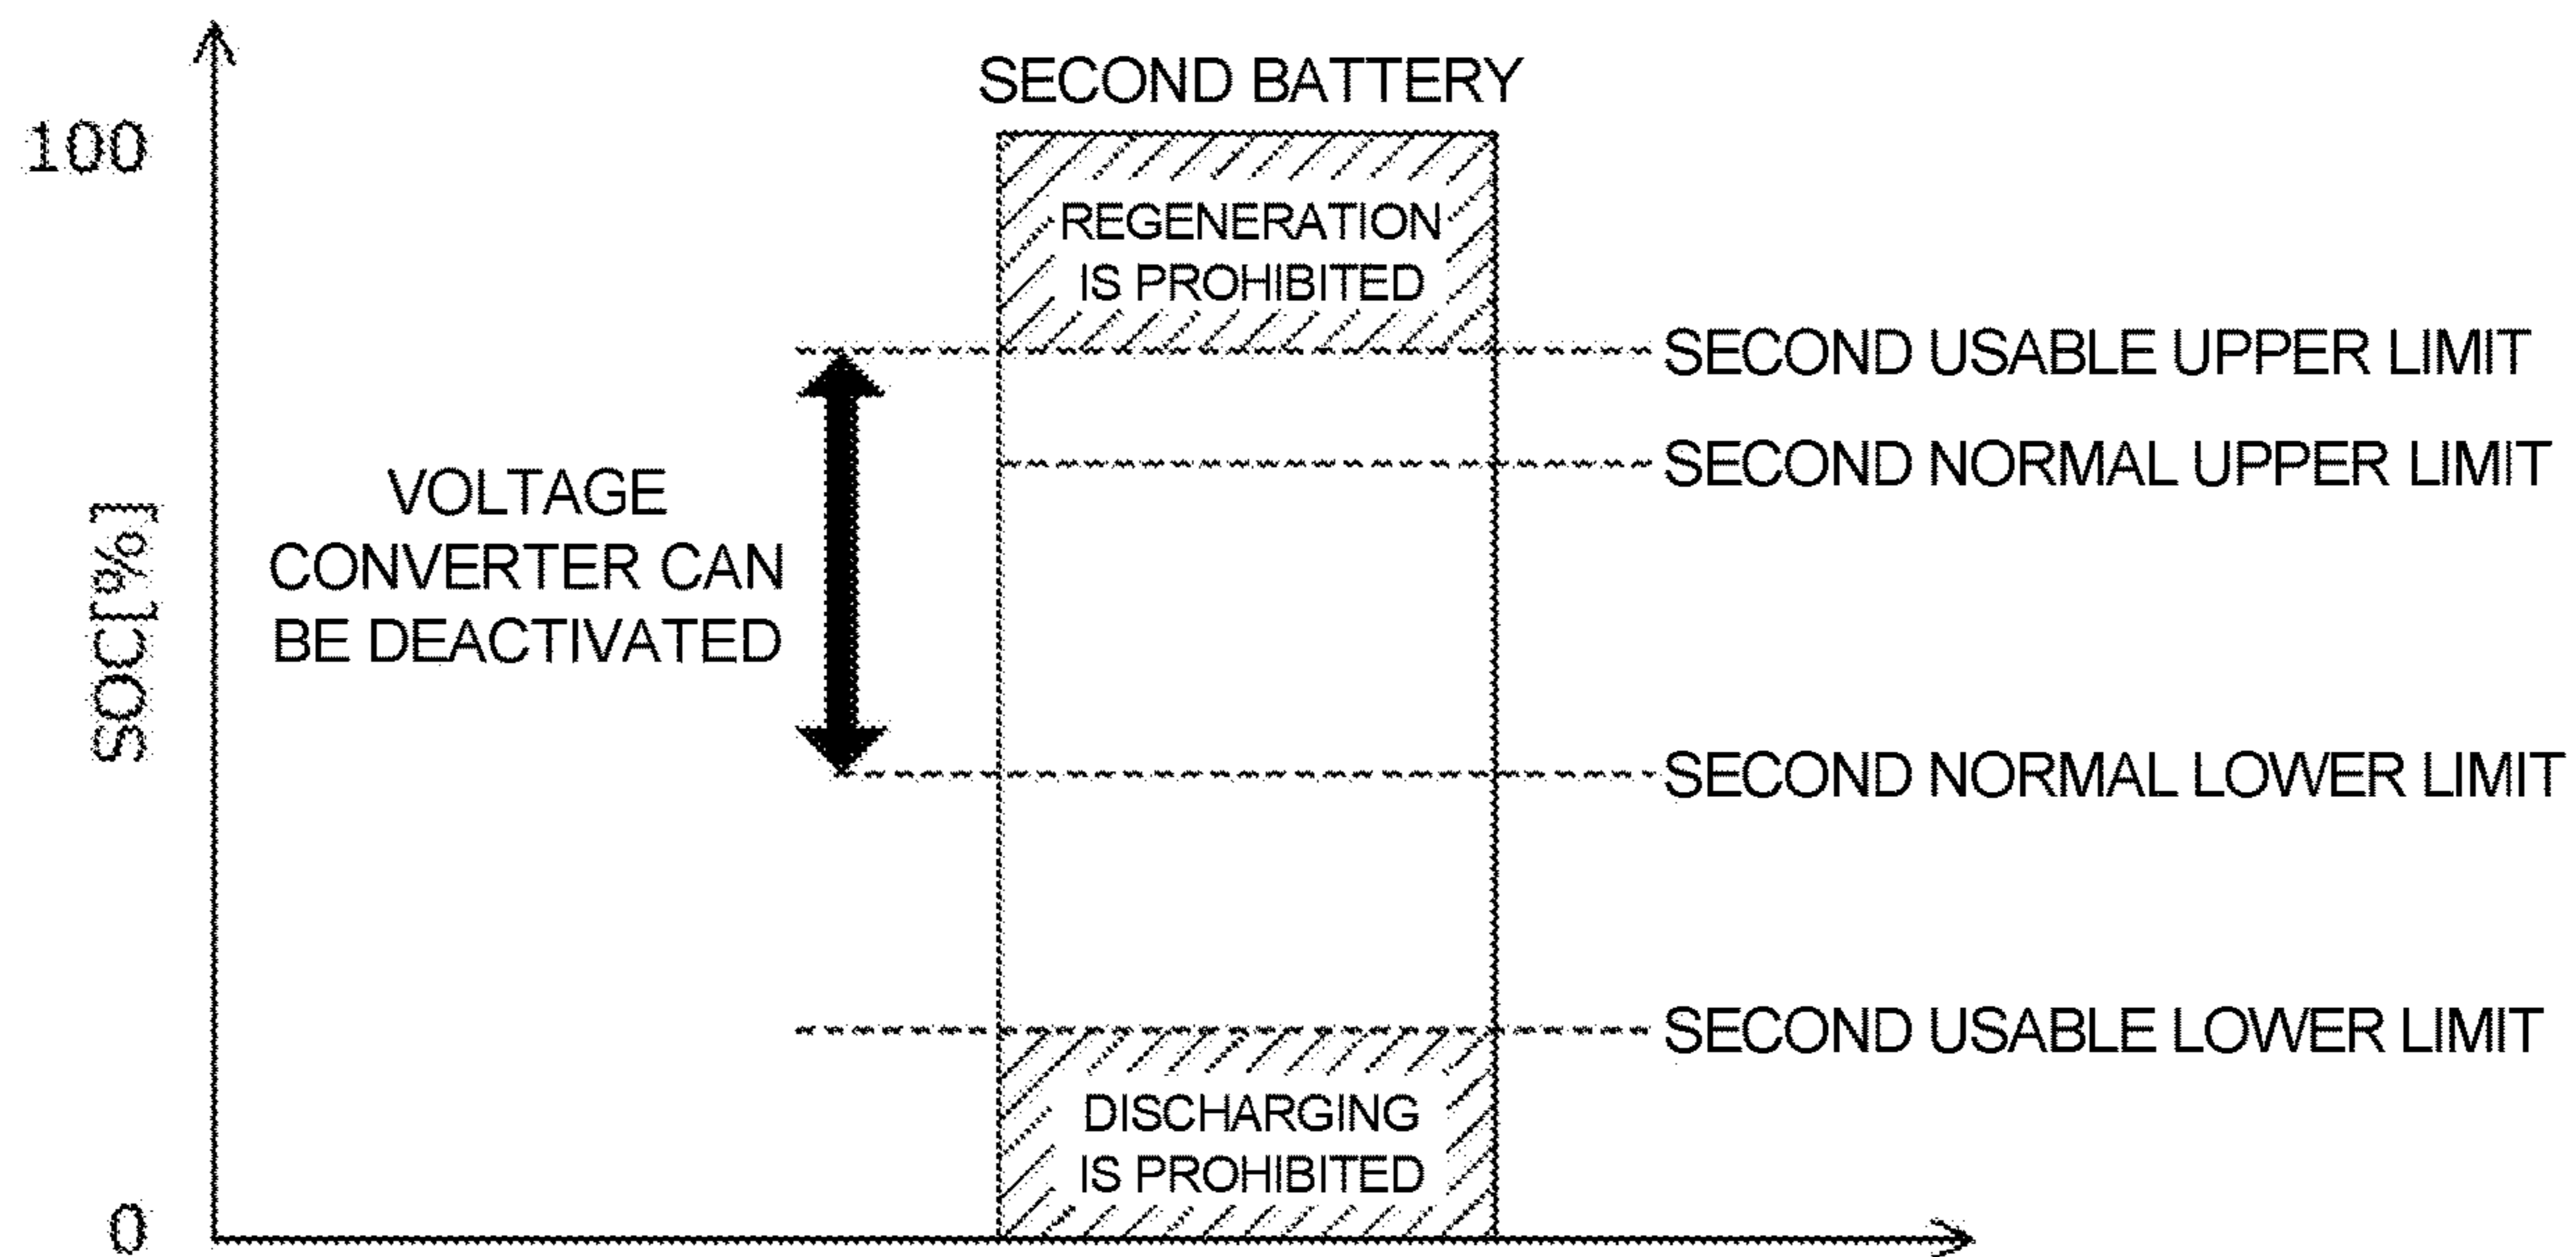 SECOND BATTERY
100
REGENERATION
IS PROHIBITED
SECOND USABLE UPPER LIMIT
SECOND NORMAL UPPER LIMIT
VOLTAGE
CONVERTER CAN
BE DEACTIVATED
SOC[%]
SECOND NORMAL LOWER LIMIT
SECOND USABLE LOWER LIMIT
DISCHARGING
IS PROHIBITED
0